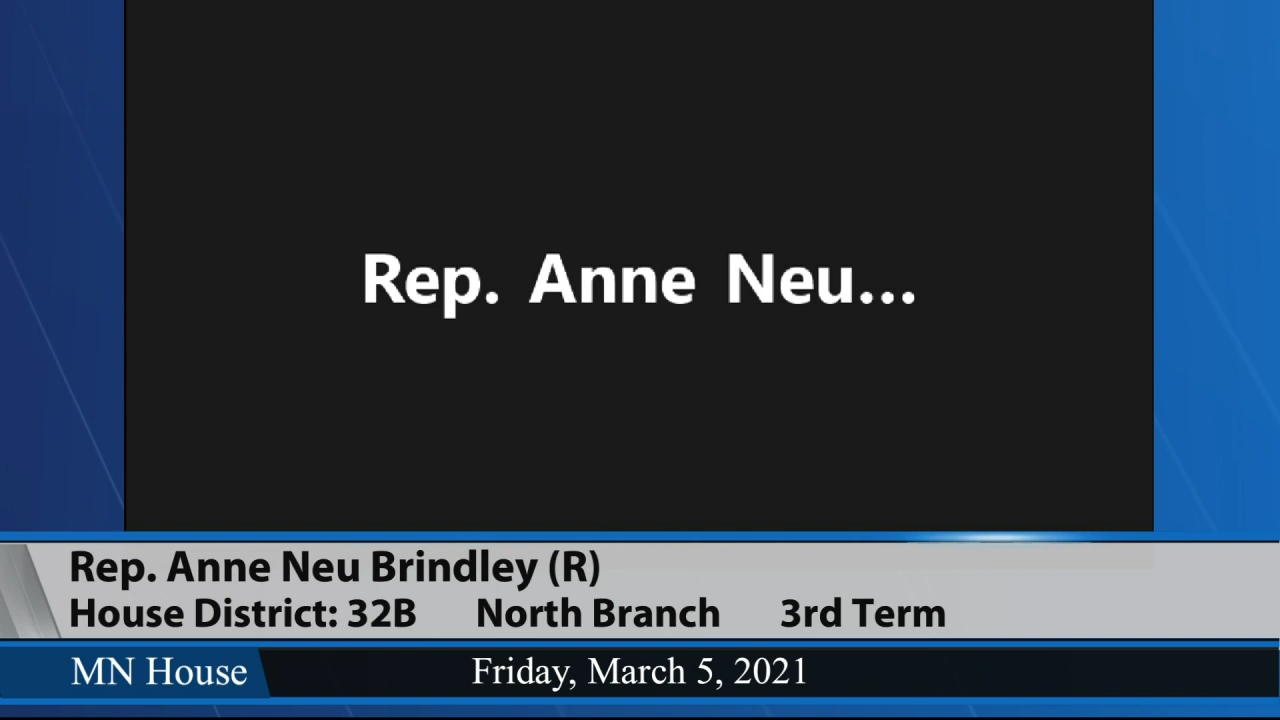 Rep. Anne Neu...
Rep. Anne Neu Brindley (R)
House District: 32B North Branch 3rd Term
MN House Friday, March 5, 2021